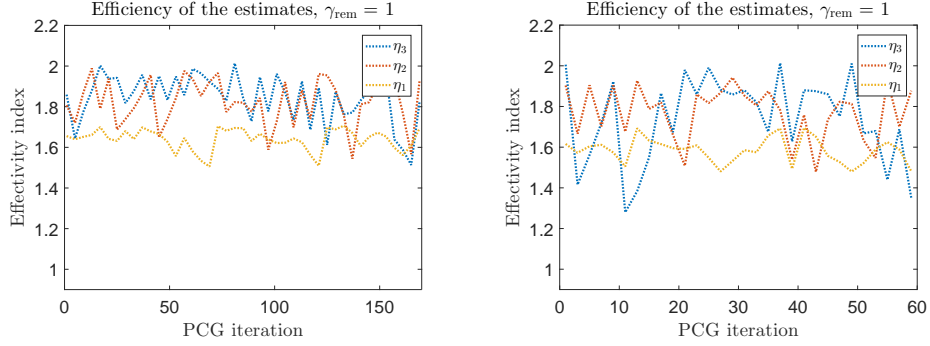 Efficiency of the estimates, γrem = 1
2.2
2
1.8
1.6
1.4
1.2
1
Effectivity index
η3
η2
η1
0
50
100
150
PCG iteration
Efficiency of the estimates, γrem = 1
2.2
2
1.8
1.6
1.4
1.2
1
Effectivity index
η3
η2
η1
0
10
20
30
40
50
60
PCG iteration